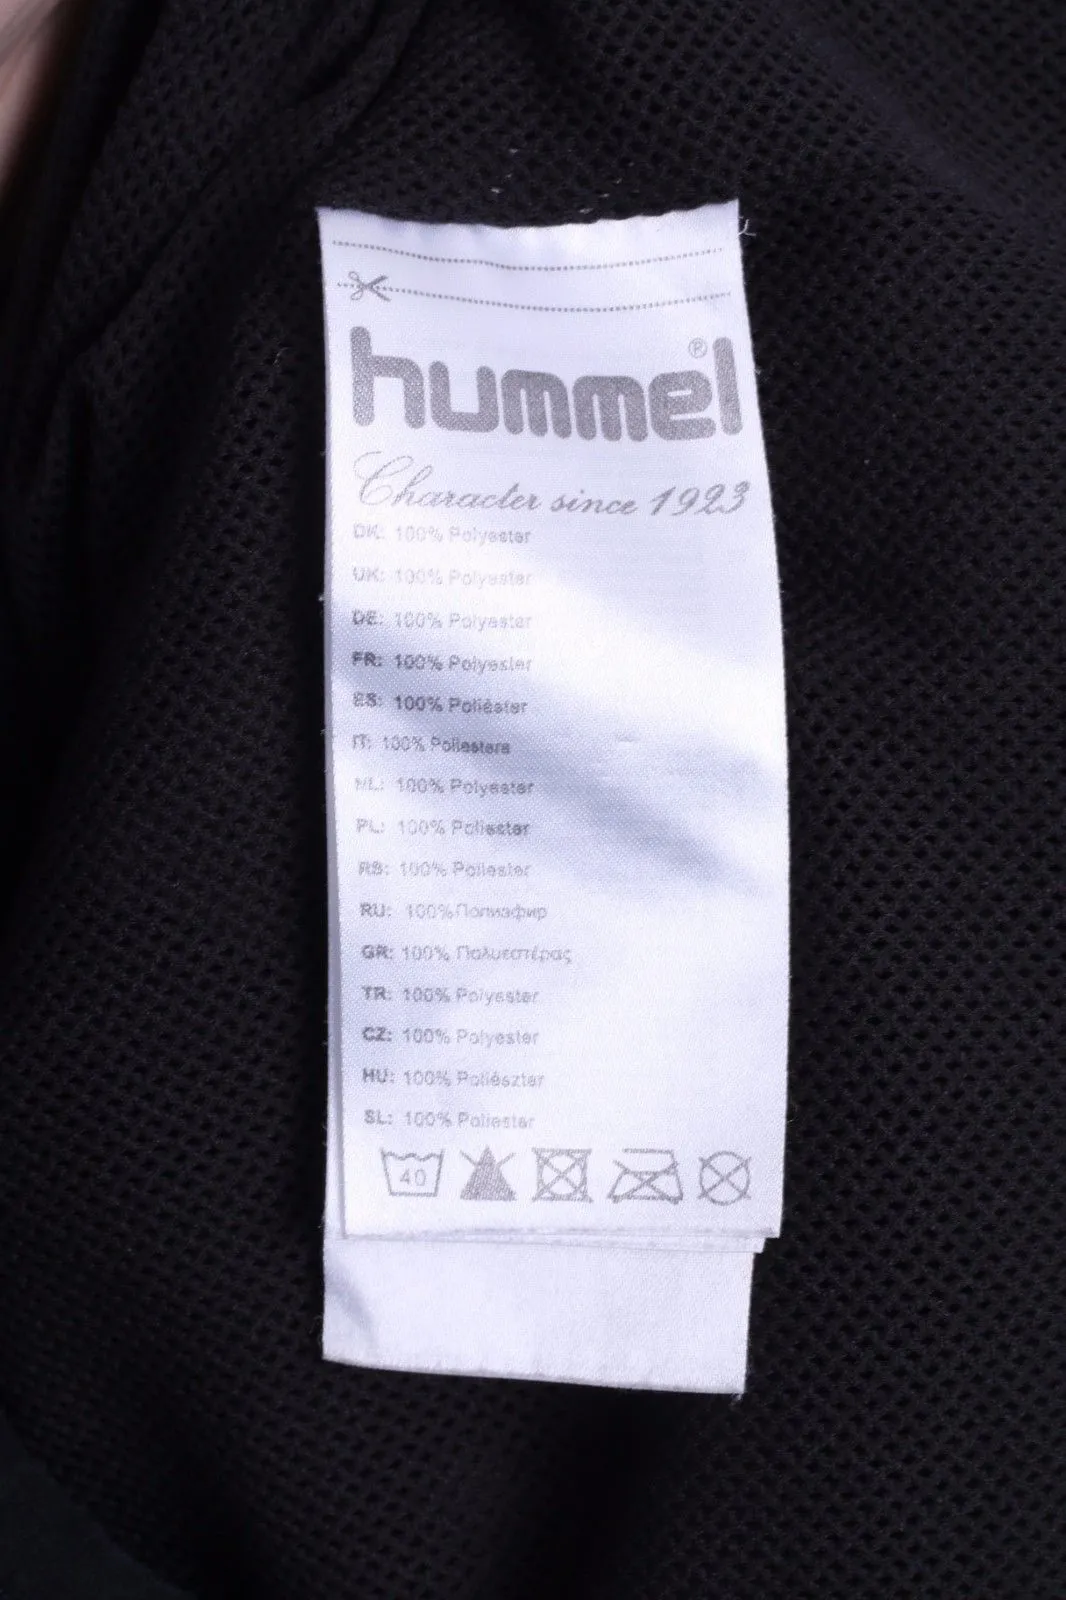 hummel®
Character since 1923
DK: 100% Polyester
UK: 100% Polyester
DE: 100% Polyester
FR: 100% Polyester
ES: 100% Poliéster
IT: 100% Poliestere
NL: 100% Polyester
PL: 100% Poliester
RS: 100% Poliester
RU: 100%Полиэфир
GR: 100% Πολυεστέρας
TR: 100% Polyester
CZ: 100% Polyester
HU: 100% Poliészter
SL: 100% Poliester
40